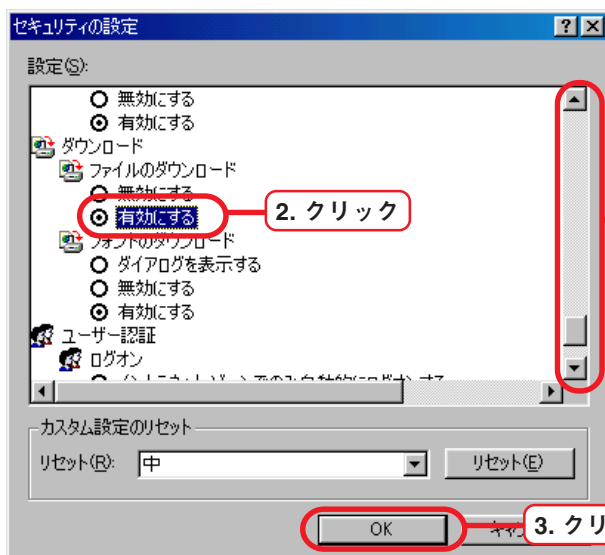 セキュリティの設定
設定(S):
無効にする
有効にする
ダウンロード
ファイルのダウンロード
無効にする
有効にする
2. クリック
フォントのダウンロード
ダイアログを表示する
無効にする
有効にする
ユーザー認証
ログオン
カスタム設定のリセット
リセット(R):
中
リセット(E)
OK
3. クリ